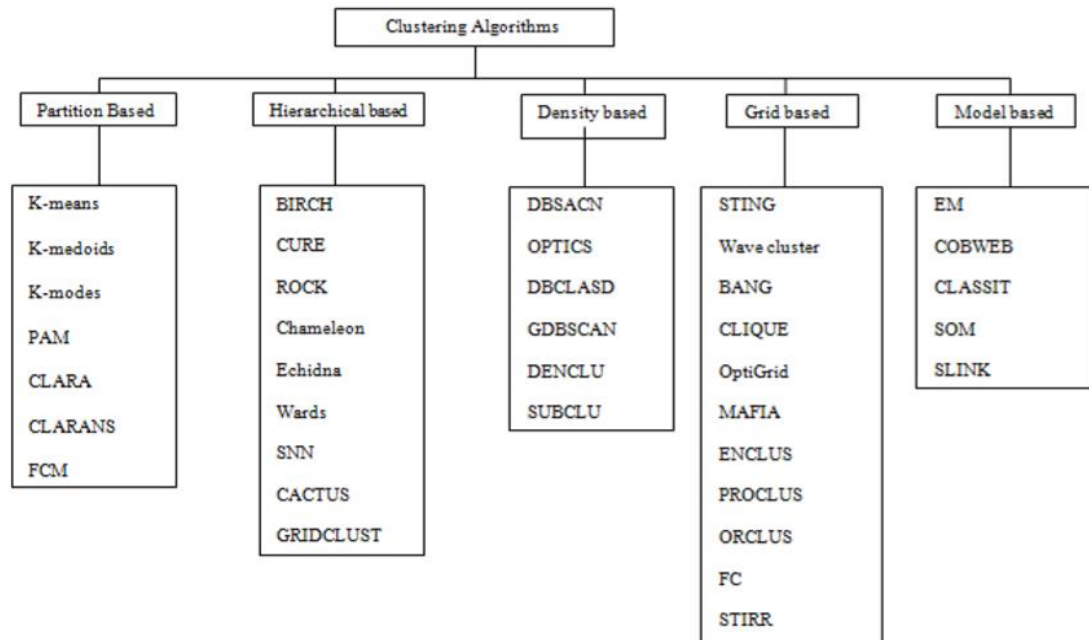 Clustering Algorithms
Partition Based
Hierarchical based
Density based
Grid based
Model based
K-means
K-medoids
K-modes
PAM
CLARA
CLARANS
FCM
BIRCH
CURE
ROCK
Chameleon
Echidna
Wards
SNN
CACTUS
GRIDCLUST
DBSACN
OPTICS
DBCLASD
GDBSCAN
DENCLU
SUBCLU
STING
Wave cluster
BANG
CLIQUE
OptiGrid
MAFIA
ENCLUS
PROCLUS
ORCLUS
FC
STIRR
EM
COBWEB
CLASSIT
SOM
SLINK